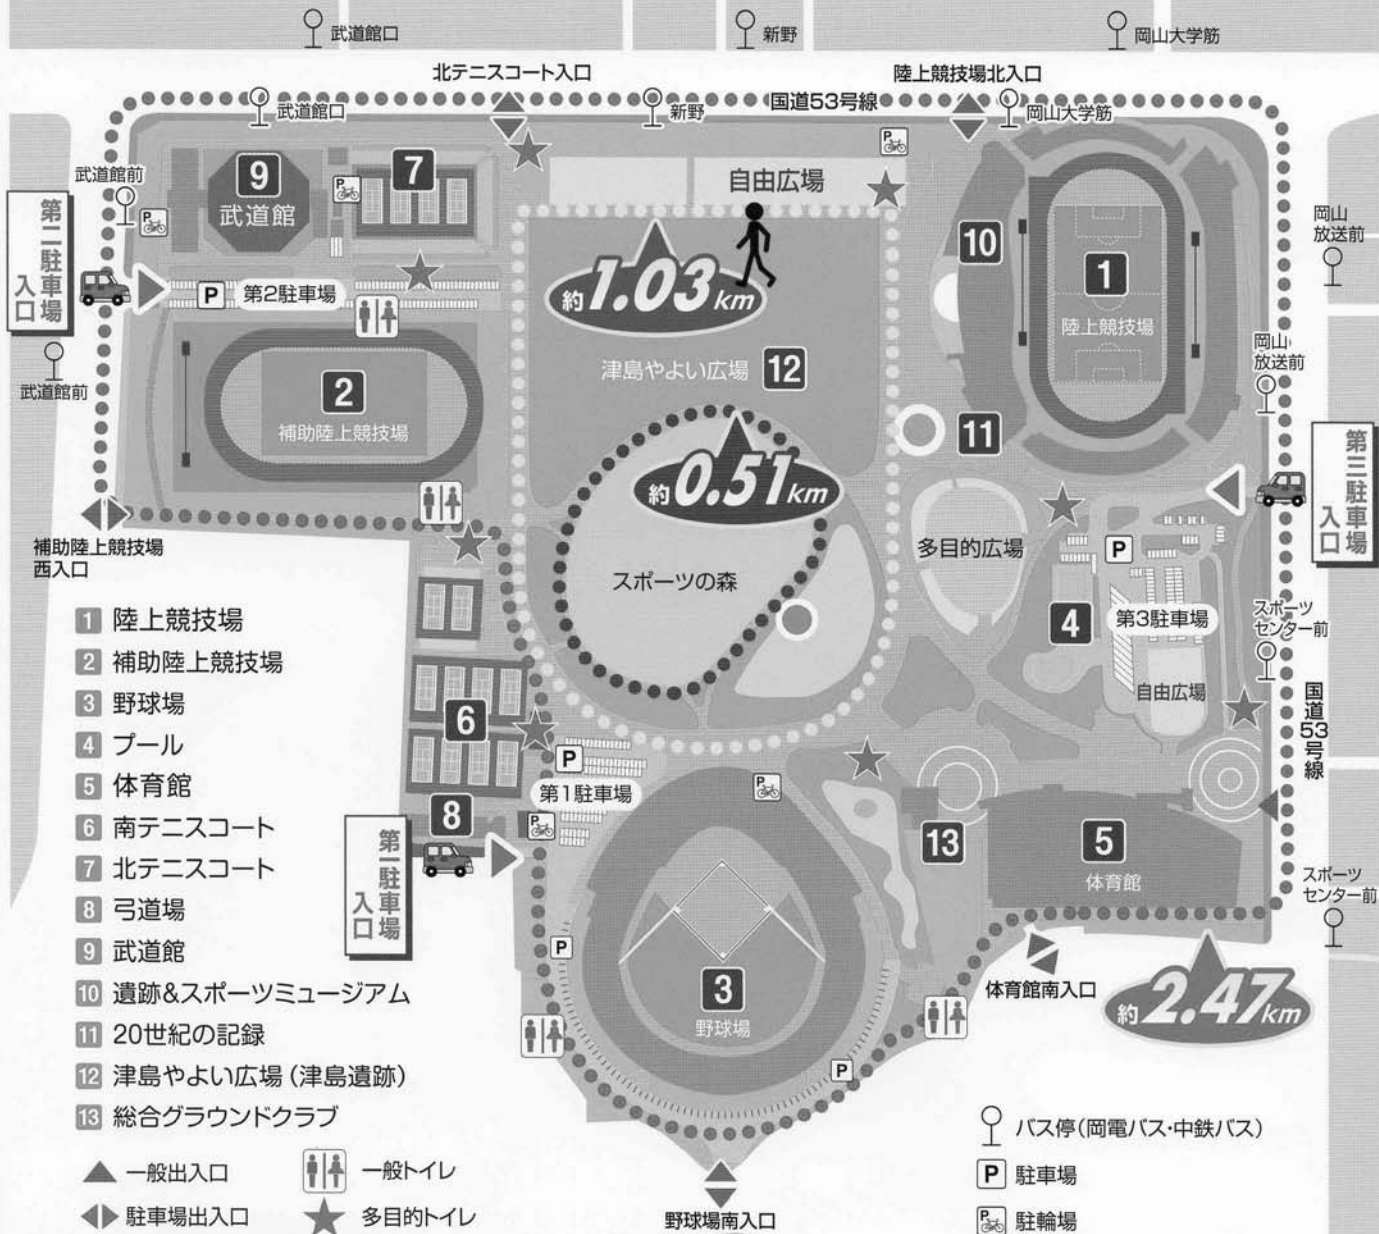 武道館口
新野
岡山大学筋
北テニスコート入口
陸上競技場北入口
武道館口
新野
国道53号線
岡山大学筋
武道館前
第二駐車場
入口
武道館前
9
武道館
7
P
第2駐車場
2
補助陸上競技場
補助陸上競技場
西入口
自由広場
約1.03km
津島やよい広場
12
約0.51km
スポーツの森
10
1
陸上競技場
11
多目的広場
岡山
放送前
岡山
放送前
第三駐車場
入口
P
4
第3駐車場
自由広場
スポーツ
センター前
国道53号線
スポーツ
センター前
6
P
第1駐車場
8
第一駐車場
入口
P
3
野球場
P
13
5
体育館
体育館南入口
約2.47km
野球場南入口
1 陸上競技場
2 補助陸上競技場
3 野球場
4 プール
5 体育館
6 南テニスコート
7 北テニスコート
8 弓道場
9 武道館
10 遺跡&スポーツミュージアム
11 20世紀の記録
12 津島やよい広場(津島遺跡)
13 総合グラウンドクラブ
一般出入口
一般トイレ
駐車場出入口
多目的トイレ
バス停(岡電バス・中鉄バス)
P 駐車場
P 駐輪場